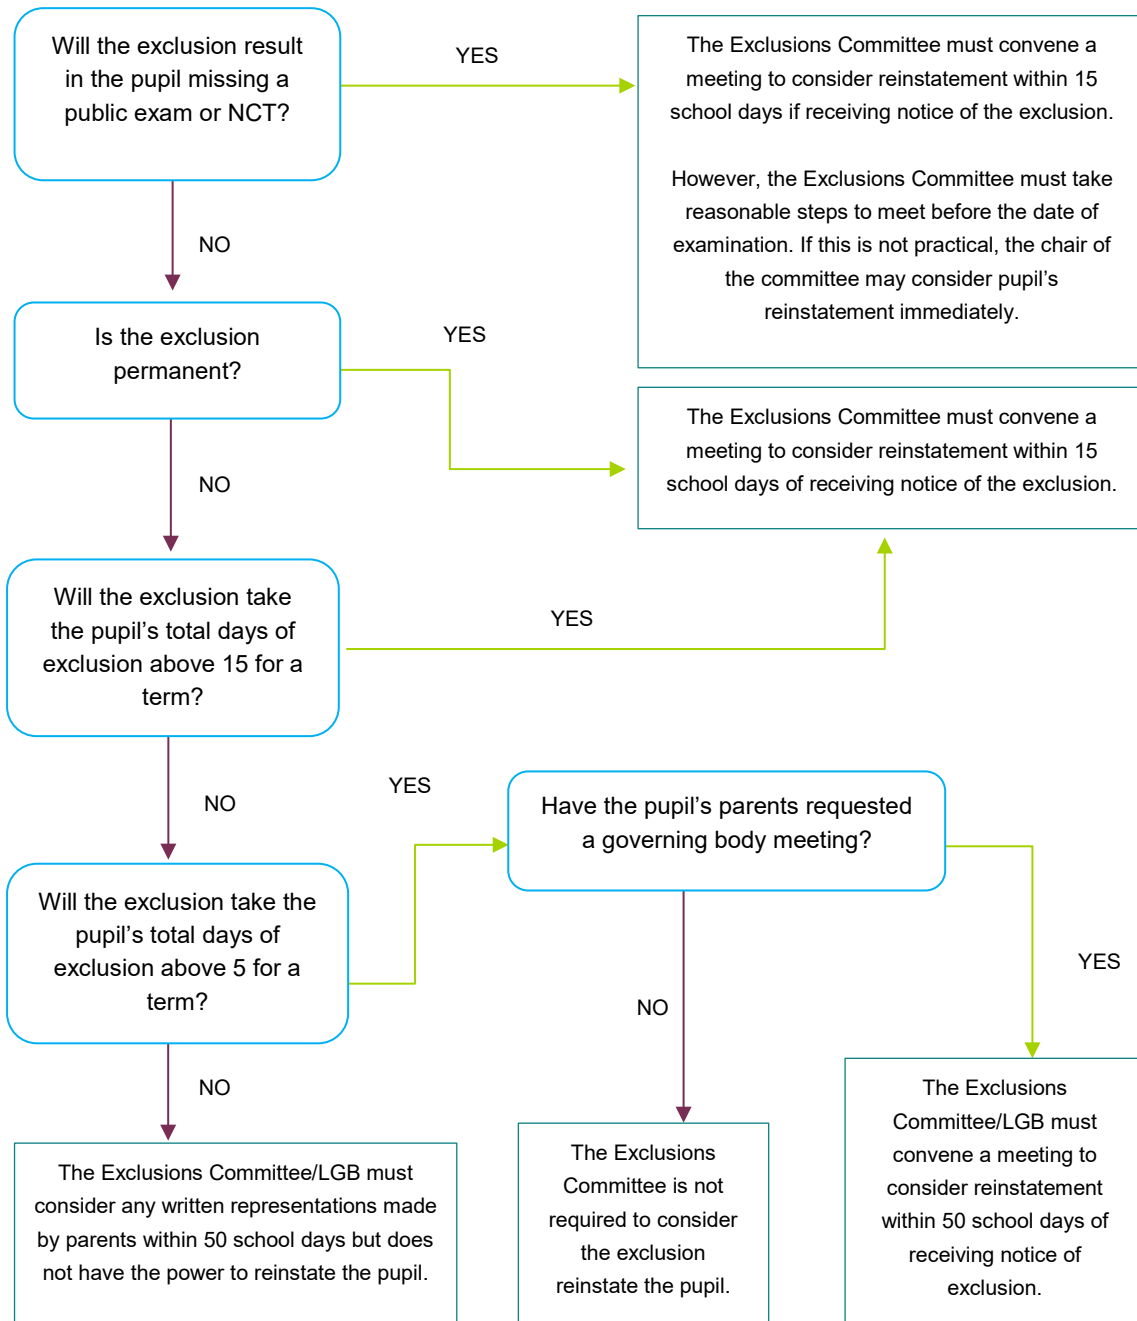 Will the exclusion result
in the pupil missing a
public exam or NCT?
YES
The Exclusions Committee must convene a
meeting to consider reinstatement within 15
school days if receiving notice of the exclusion.
However, the Exclusions Committee must take
reasonable steps to meet before the date of
examination. If this is not practical, the chair of
the committee may consider pupil’s
reinstatement immediately.
NO
Is the exclusion
permanent?
YES
The Exclusions Committee must convene a
meeting to consider reinstatement within 15
school days of receiving notice of the exclusion.
NO
Will the exclusion take
the pupil’s total days of
exclusion above 15 for a
term?
YES
NO
Will the exclusion take the
pupil’s total days of
exclusion above 5 for a
term?
YES
Have the pupil’s parents requested
a governing body meeting?
NO
The Exclusions Committee/LGB must
consider any written representations made
by parents within 50 school days but does
not have the power to reinstate the pupil.
NO
The Exclusions
Committee is not
required to consider
the exclusion
reinstate the pupil.
YES
The Exclusions
Committee/LGB must
convene a meeting to
consider reinstatement
within 50 school days of
receiving notice of
exclusion.